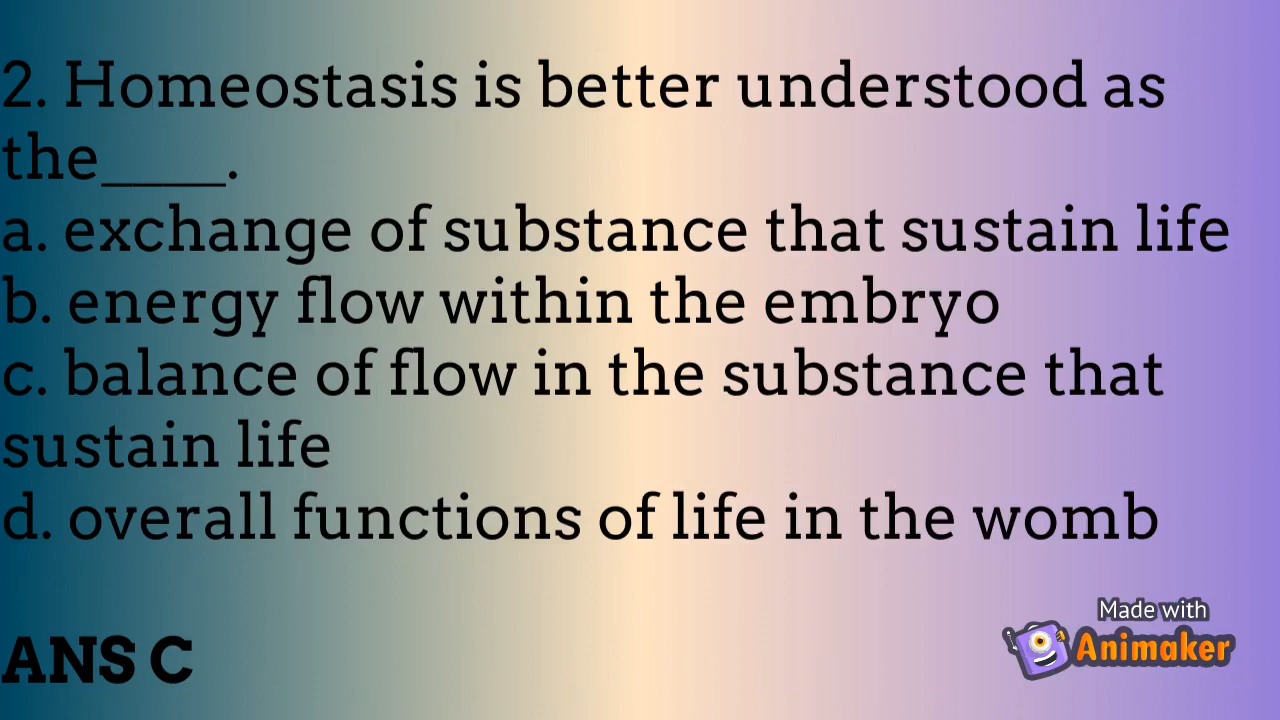 2. Homeostasis is better understood as
the____.
a. exchange of substance that sustain life
b. energy flow within the embryo
c. balance of flow in the substance that
sustain life
d. overall functions of life in the womb
ANS C
Made with
Animaker